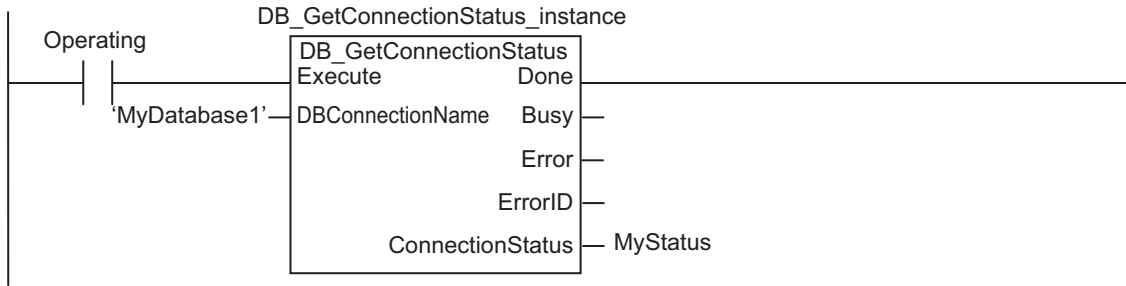 DB_GetConnectionStatus_instance
Operating
DB_GetConnectionStatus
Execute Done
‘MyDatabase1’ DBConnectionName Busy
Error
ErrorID
ConnectionStatus MyStatus